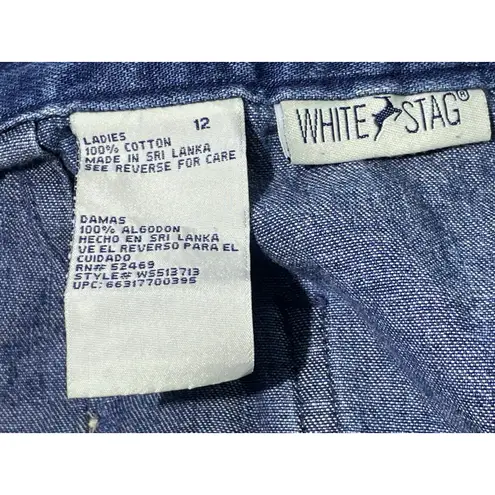 LADIES 12
100% COTTON
MADE IN SRI LANKA
SEE REVERSE FOR CARE
DAMAS
100% ALGODON
HECHO EN SRI LANKA
VE EL REVERSO PARA EL
CUIDADO
RN# 52469
STYLE# WS513713
UPC: 66317700395
WHITE STAG®